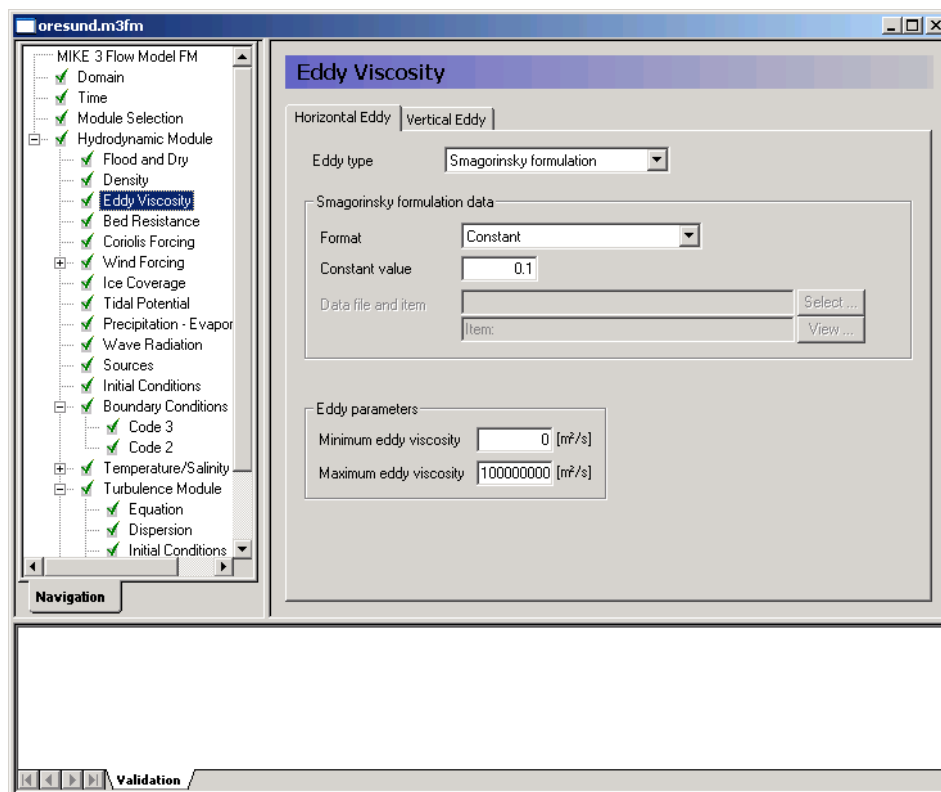 oresund.m3fm
MIKE 3 Flow Model FM
Domain
Time
Module Selection
Hydrodynamic Module
Flood and Dry
Density
Eddy Viscosity
Bed Resistance
Coriolis Forcing
Wind Forcing
Ice Coverage
Tidal Potential
Precipitation - Evapor
Wave Radiation
Sources
Initial Conditions
Boundary Conditions
Code 3
Code 2
Temperature/Salinity
Turbulence Module
Equation
Dispersion
Initial Conditions
Navigation
Eddy Viscosity
Horizontal Eddy Vertical Eddy
Eddy type Smagorinsky formulation
Smagorinsky formulation data
Format Constant
Constant value 0.1
Data file and item Select ...
Item: View ...
Eddy parameters
Minimum eddy viscosity 0 [m²/s]
Maximum eddy viscosity 100000000 [m²/s]
Validation